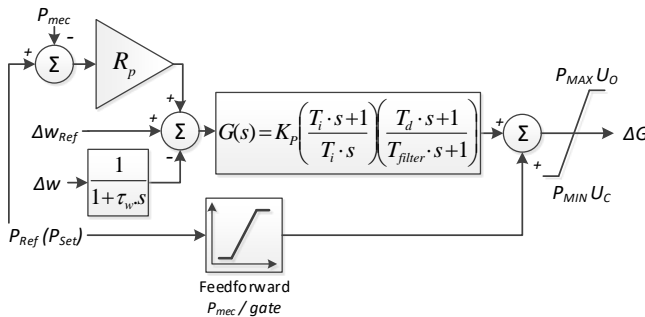 P_mec
-
+
Σ
R_p
+
Δw_Ref
+
Σ
-
Δw
1
1+τ_w.s
G(s) = K_P (T_i · s+1 / T_i · s) (T_d · s+1 / T_filter · s+1)
+
Σ
+
P_MAX U_O
ΔG
P_MIN U_C
P_Ref (P_Set)
Feedforward
P_mec / gate